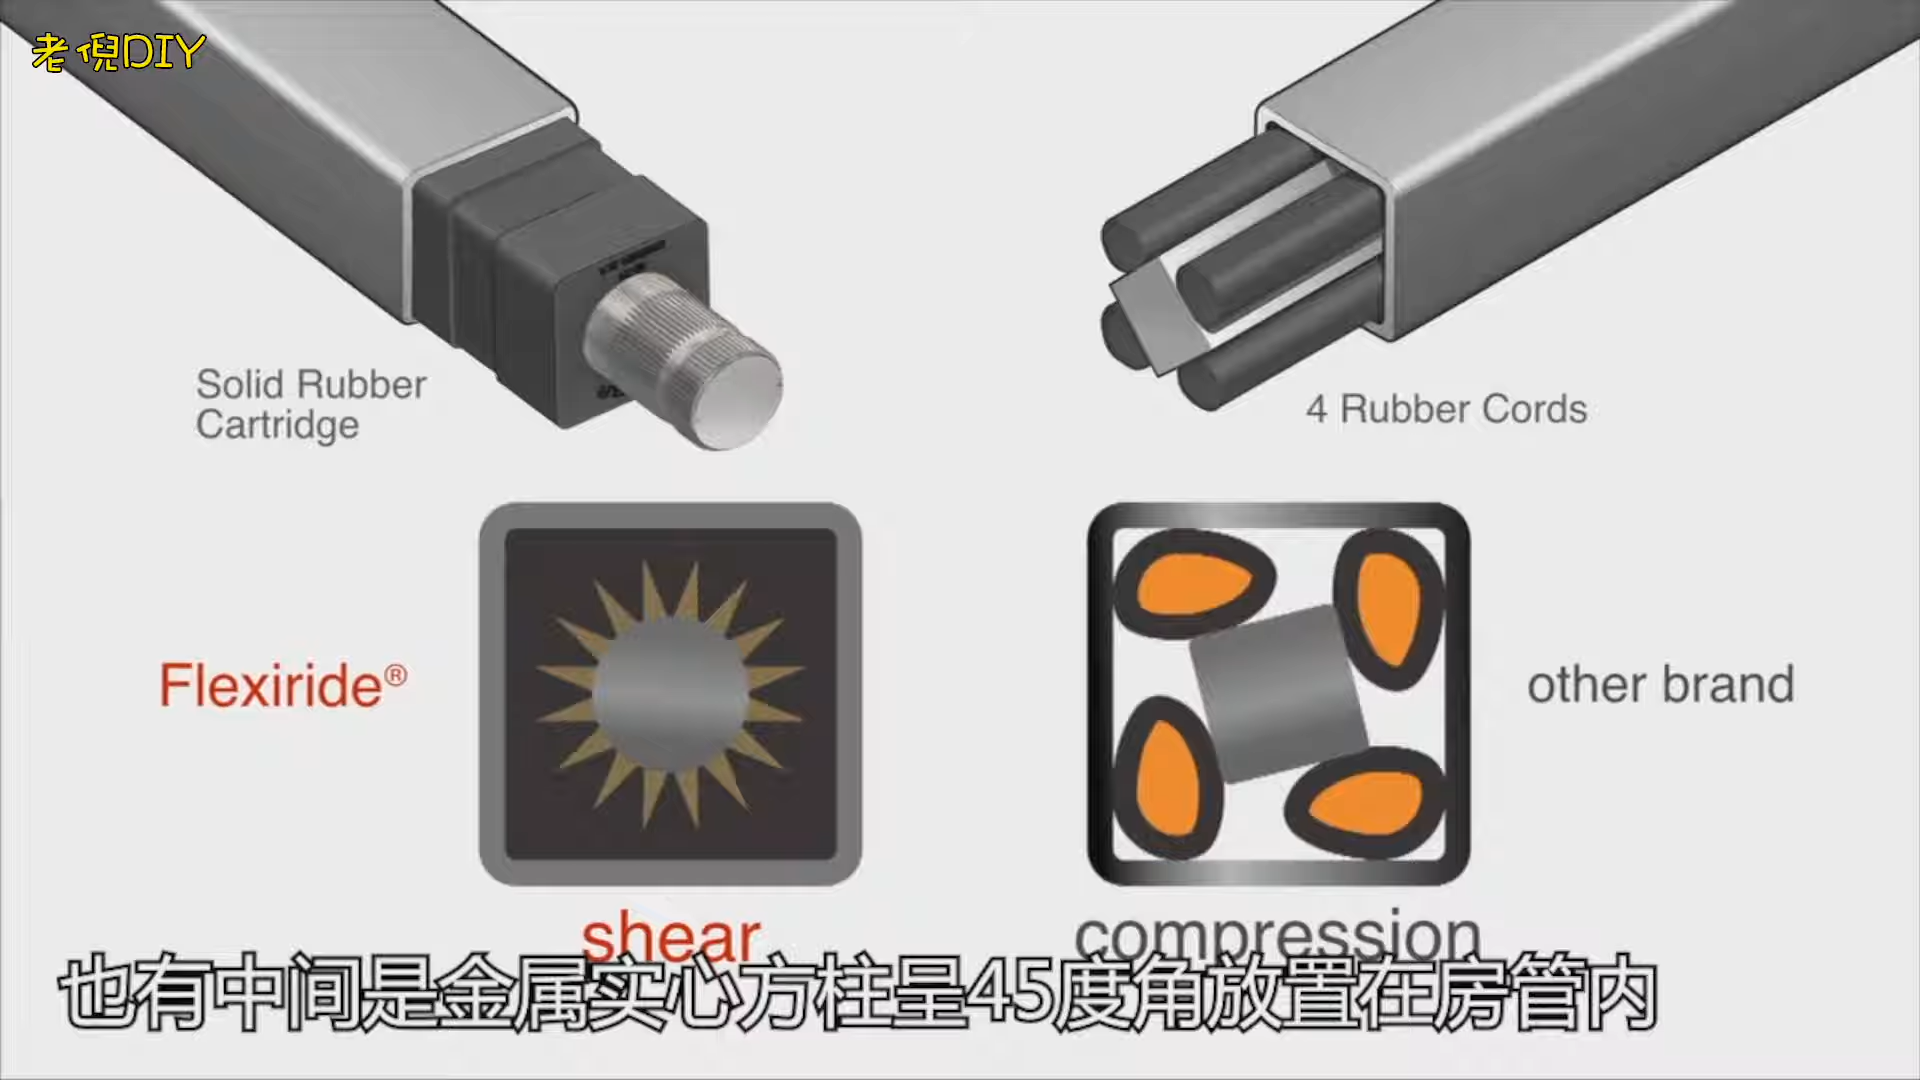 老倪DIY
Solid Rubber
Cartridge
4 Rubber Cords
Flexiride®
other brand
shear
compression
也有中间是金属实心方柱呈45度角放置在房管内